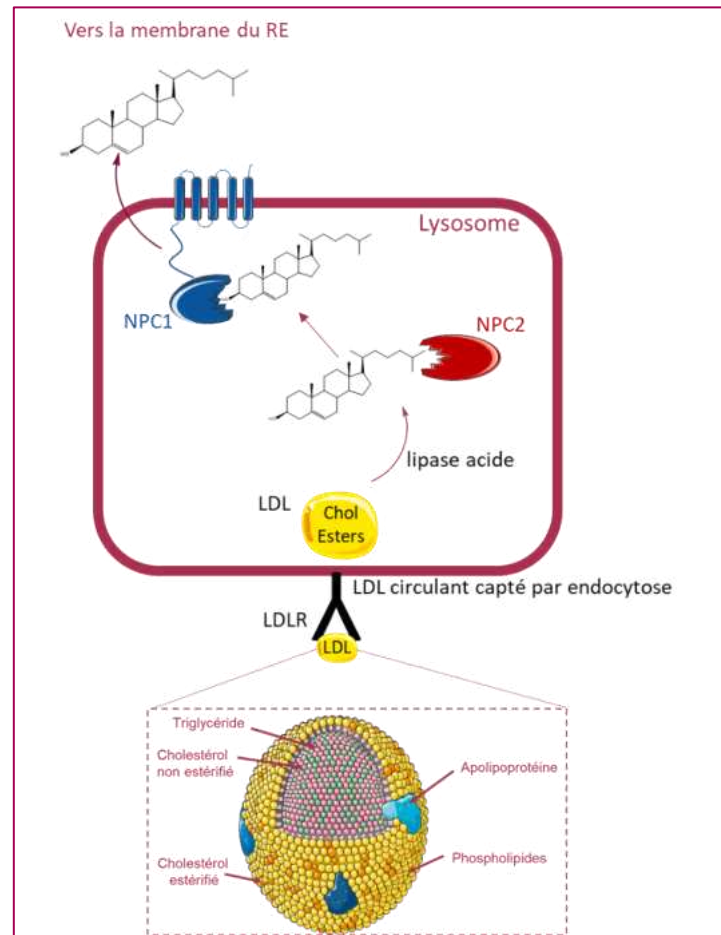 Vers la membrane du RE
HO
Lysosome
NPC1
NPC2
lipase acide
LDL
Chol
Esters
LDL circulant capté par endocytose
LDLR
LDL
Triglycéride
Cholestérol
non estérifié
Apolipoprotéine
Cholestérol
estérifié
Phospholipides